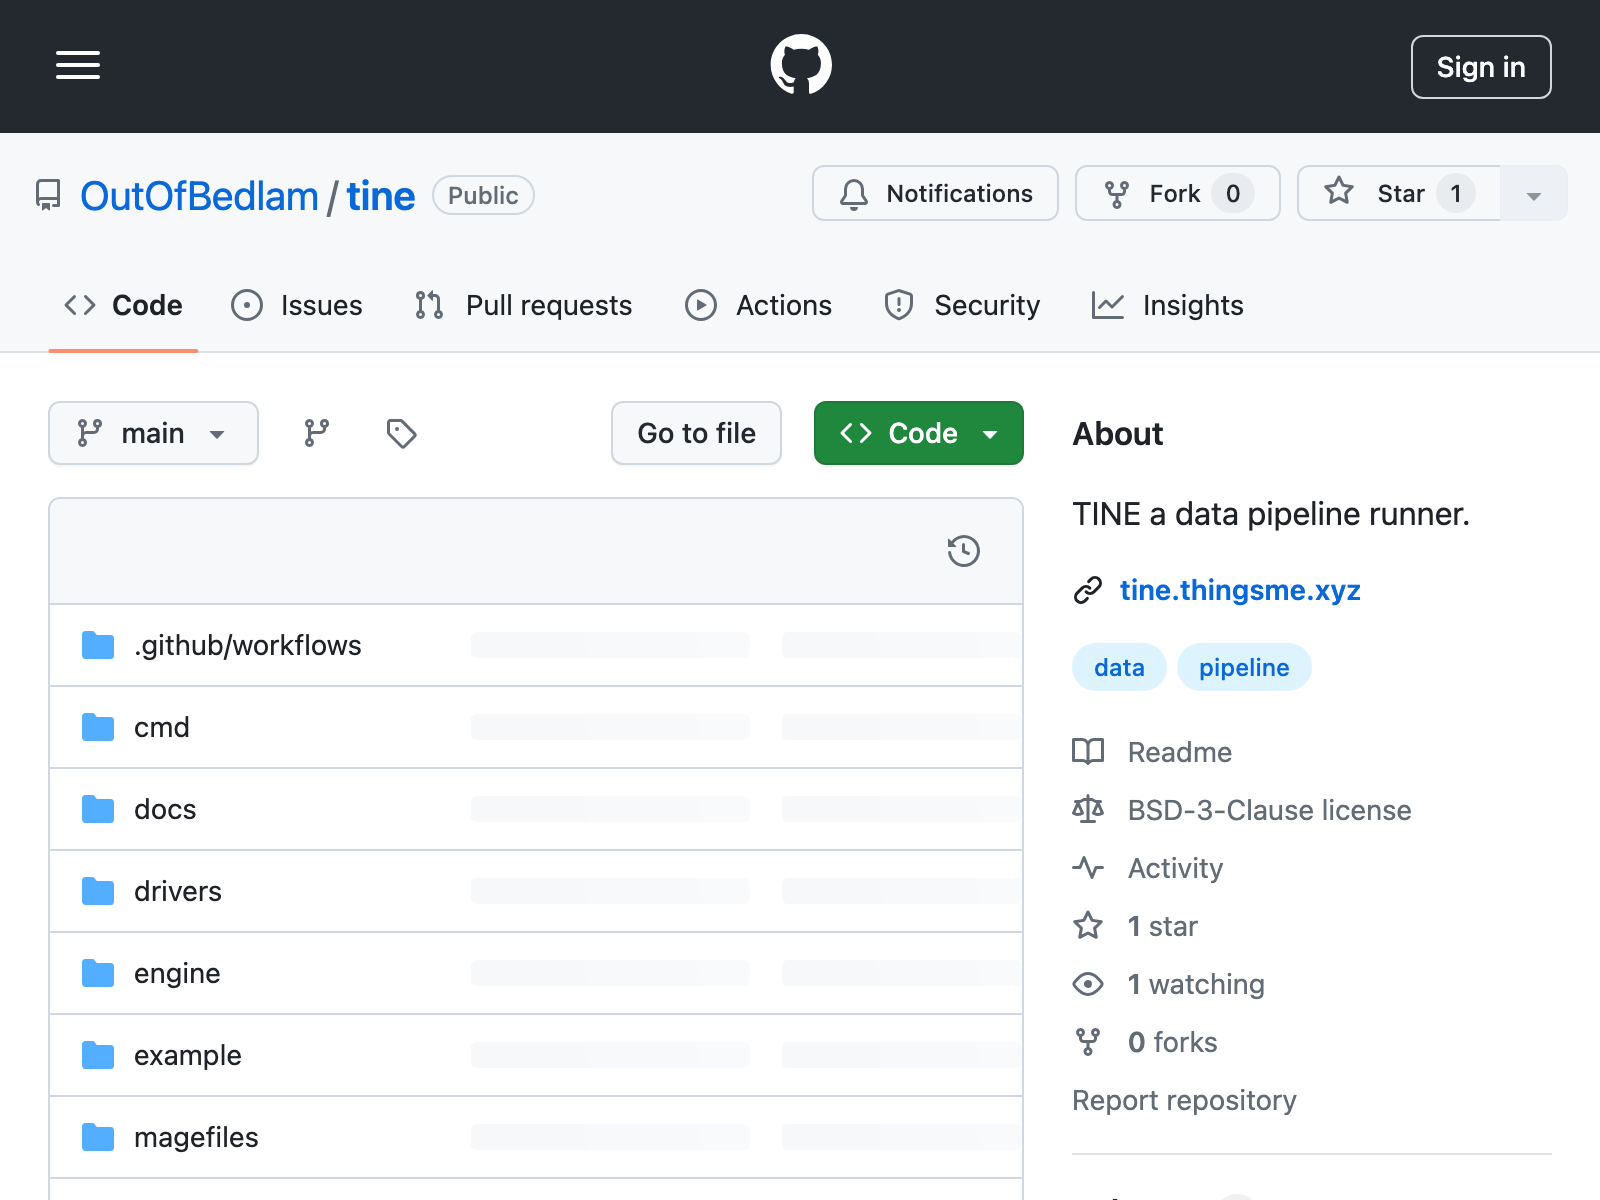 Sign in
OutOfBedlam / tine Public
Notifications
Fork 0
Star 1
Code
Issues
Pull requests
Actions
Security
Insights
main
Go to file
Code
.github/workflows
cmd
docs
drivers
engine
example
magefiles
About
TINE a data pipeline runner.
tine.thingsme.xyz
data
pipeline
Readme
BSD-3-Clause license
Activity
1 star
1 watching
0 forks
Report repository